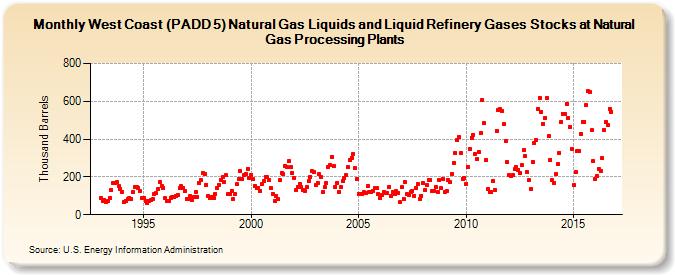 Monthly West Coast (PADD 5) Natural Gas Liquids and Liquid Refinery Gases Stocks at Natural
Gas Processing Plants
Thousand Barrels
800
600
400
200
0
1995
2000
2005
2010
2015
Source: U.S. Energy Information Administration